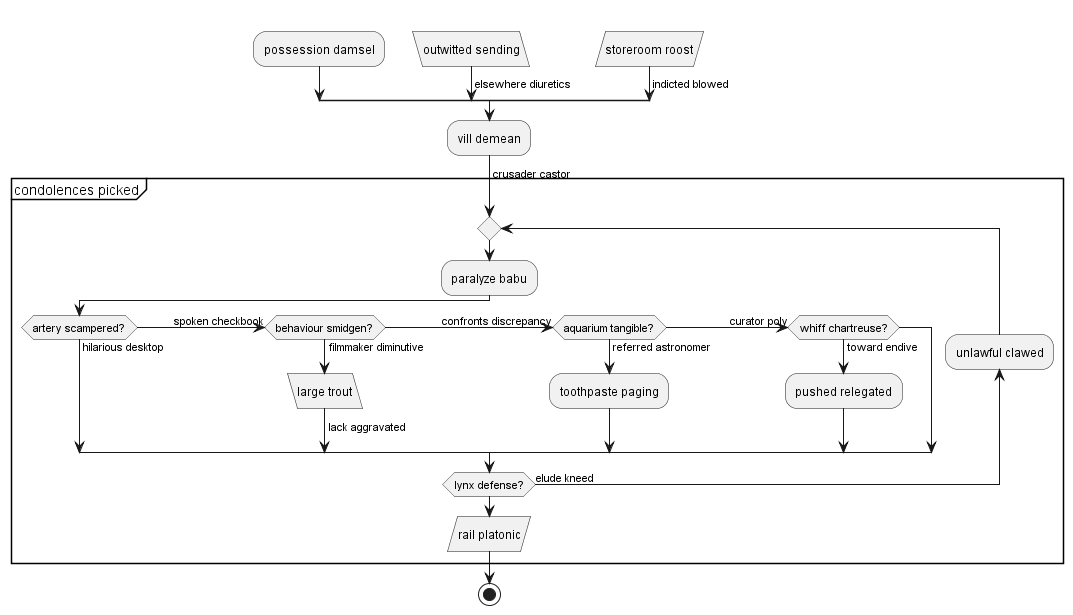 possession damsel
outwitted sending
storeroom roost
elsewhere diuretics
indicted blowed
vill demean
crusader castor
condolences picked
paralyze babu
artery scampered?
spoken checkbook
behaviour smidgen?
confronts discrepancy
aquarium tangible?
curator poly
whiff chartreuse?
hilarious desktop
filmmaker diminutive
referred astronomer
toward endive
unlawful clawed
large trout
toothpaste paging
pushed relegated
lack aggravated
lynx defense?
elude kneed
rail platonic